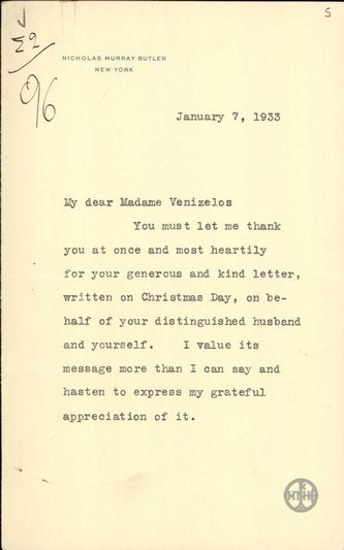 5
Σ2
96
NICHOLAS MURRAY BUTLER
NEW YORK
January 7, 1933
My dear Madame Venizelos
You must let me thank
you at once and most heartily
for your generous and kind letter,
written on Christmas Day, on be-
half of your distinguished husband
and yourself. I value its
message more than I can say and
hasten to express my grateful
appreciation of it.